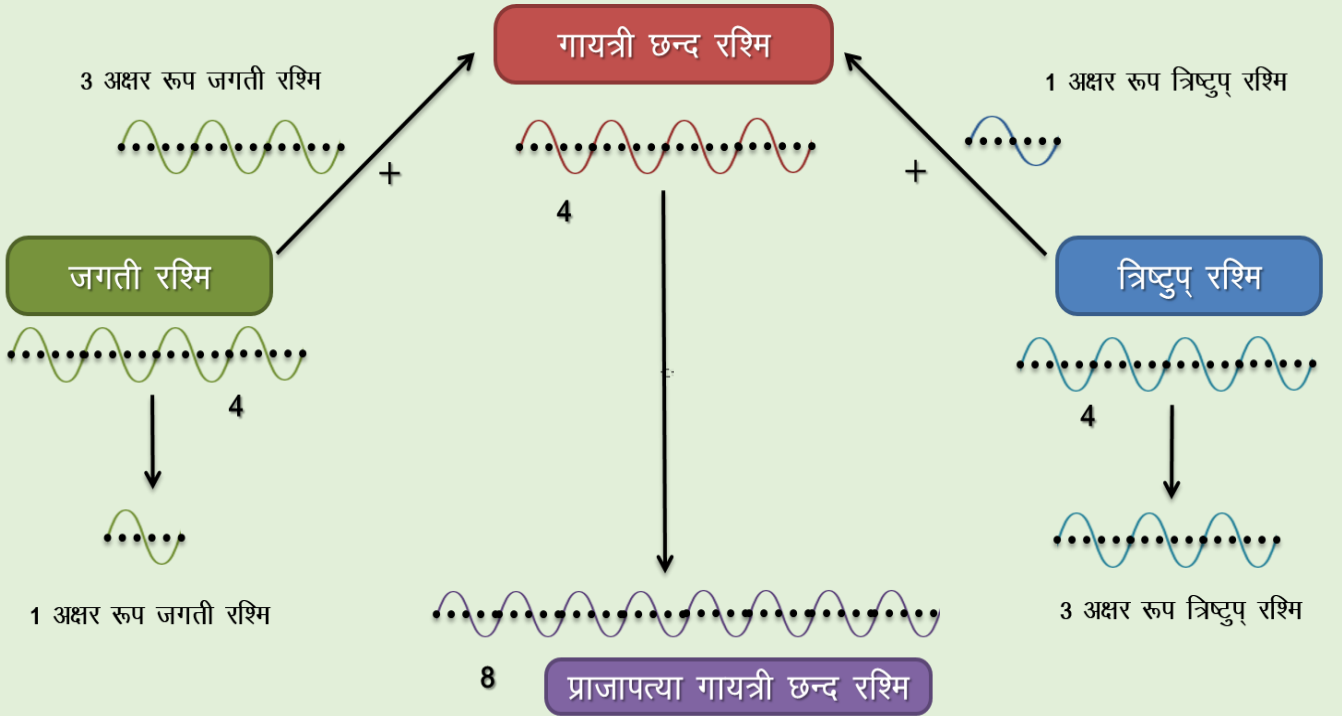 गायत्री छन्द रश्मि
3 अक्षर रूप जगती रश्मि
1 अक्षर रूप त्रिष्टुप् रश्मि
+
+
4
जगती रश्मि
त्रिष्टुप् रश्मि
4
4
1 अक्षर रूप जगती रश्मि
3 अक्षर रूप त्रिष्टुप् रश्मि
8
प्राजापत्या गायत्री छन्द रश्मि